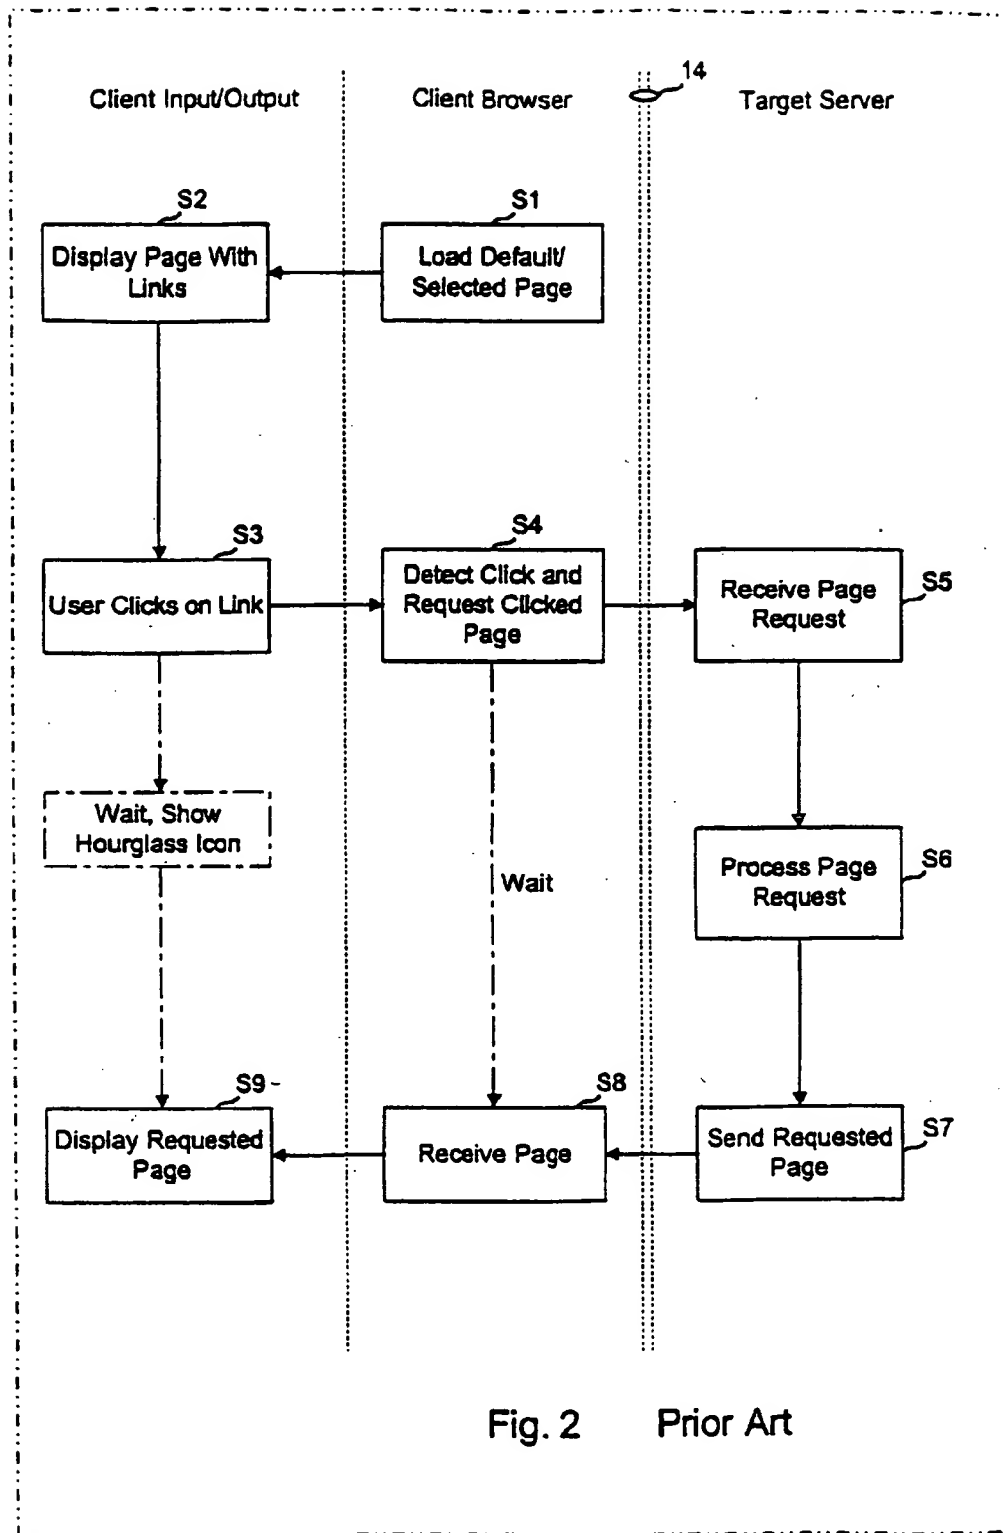 14
Client Input/Output
Client Browser
Target Server
S2
S1
Display Page With
Links
Load Default/
Selected Page
S3
S4
User Clicks on Link
Detect Click and
Request Clicked
Page
Receive Page
Request
S5
Wait, Show
Hourglass Icon
Wait
Process Page
Request
S6
S9
S8
Display Requested
Page
Receive Page
Send Requested
Page
S7
Fig. 2
Prior Art